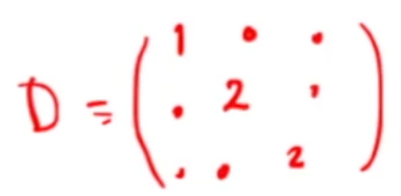 D = ( 1 . .
. 2 ,
, . 2 )